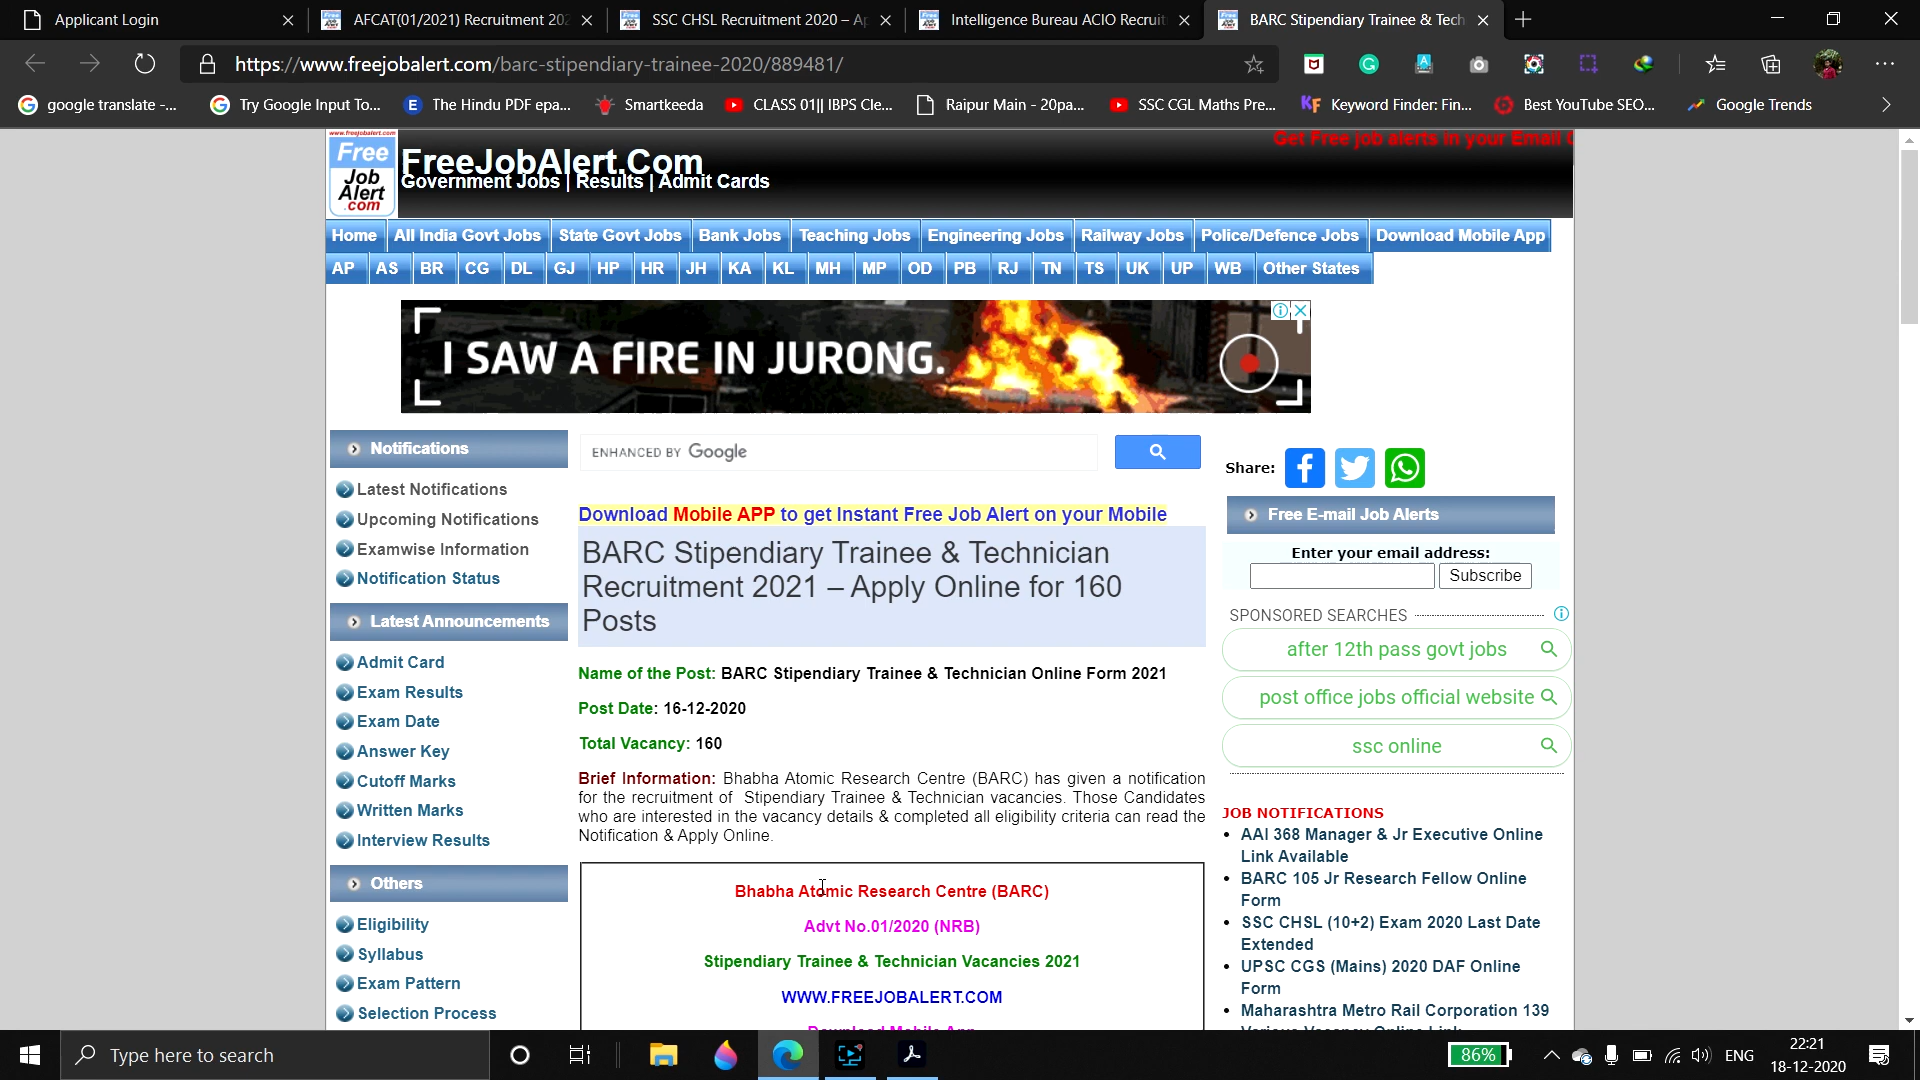 Applicant Login
AFCAT(01/2021) Recruitment 202
SSC CHSL Recruitment 2020 – Ap
Intelligence Bureau ACIO Recruit
BARC Stipendiary Trainee & Tech
https://www.freejobalert.com/barc-stipendiary-trainee-2020/889481/
google translate -...
Try Google Input To...
The Hindu PDF epa...
Smartkeeda
CLASS 01|| IBPS Cle...
Raipur Main - 20pa...
SSC CGL Maths Pre...
Keyword Finder: Fin...
Best YouTube SEO...
Google Trends
www.freejobalert.com
Free
Job
Alert
.com
FreeJobAlert.Com
Government Jobs | Results | Admit Cards
Get Free job alerts in your Email
Home All India Govt Jobs State Govt Jobs Bank Jobs Teaching Jobs Engineering Jobs Railway Jobs Police/Defence Jobs Download Mobile App
AP AS BR CG DL GJ HP HR JH KA KL MH MP OD PB RJ TN TS UK UP WB Other States
I SAW A FIRE IN JURONG.
Notifications
Latest Notifications
Upcoming Notifications
Examwise Information
Notification Status
Latest Announcements
Admit Card
Exam Results
Exam Date
Answer Key
Cutoff Marks
Written Marks
Interview Results
Others
Eligibility
Syllabus
Exam Pattern
Selection Process
ENHANCED BY Google
Download Mobile APP to get Instant Free Job Alert on your Mobile
BARC Stipendiary Trainee & Technician
Recruitment 2021 – Apply Online for 160
Posts
Name of the Post: BARC Stipendiary Trainee & Technician Online Form 2021
Post Date: 16-12-2020
Total Vacancy: 160
Brief Information: Bhabha Atomic Research Centre (BARC) has given a notification
for the recruitment of Stipendiary Trainee & Technician vacancies. Those Candidates
who are interested in the vacancy details & completed all eligibility criteria can read the
Notification & Apply Online.
Bhabha Atomic Research Centre (BARC)
Advt No.01/2020 (NRB)
Stipendiary Trainee & Technician Vacancies 2021
WWW.FREEJOBALERT.COM
Download Mobile App
Share:
Free E-mail Job Alerts
Enter your email address:
Subscribe
SPONSORED SEARCHES
after 12th pass govt jobs
post office jobs official website
ssc online
JOB NOTIFICATIONS
AAI 368 Manager & Jr Executive Online
Link Available
BARC 105 Jr Research Fellow Online
Form
SSC CHSL (10+2) Exam 2020 Last Date
Extended
UPSC CGS (Mains) 2020 DAF Online
Form
Maharashtra Metro Rail Corporation 139
Various Vacancy Online Link
Type here to search
86%
ENG
22:21
18-12-2020